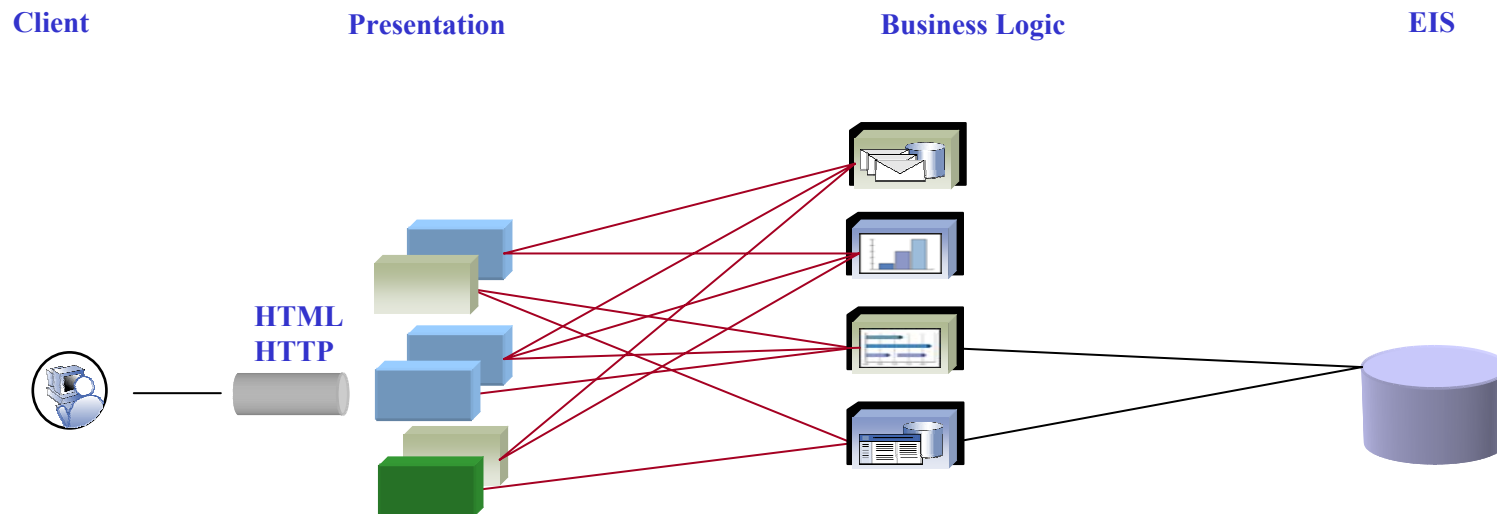 Client
Presentation
Business Logic
EIS
HTML
HTTP